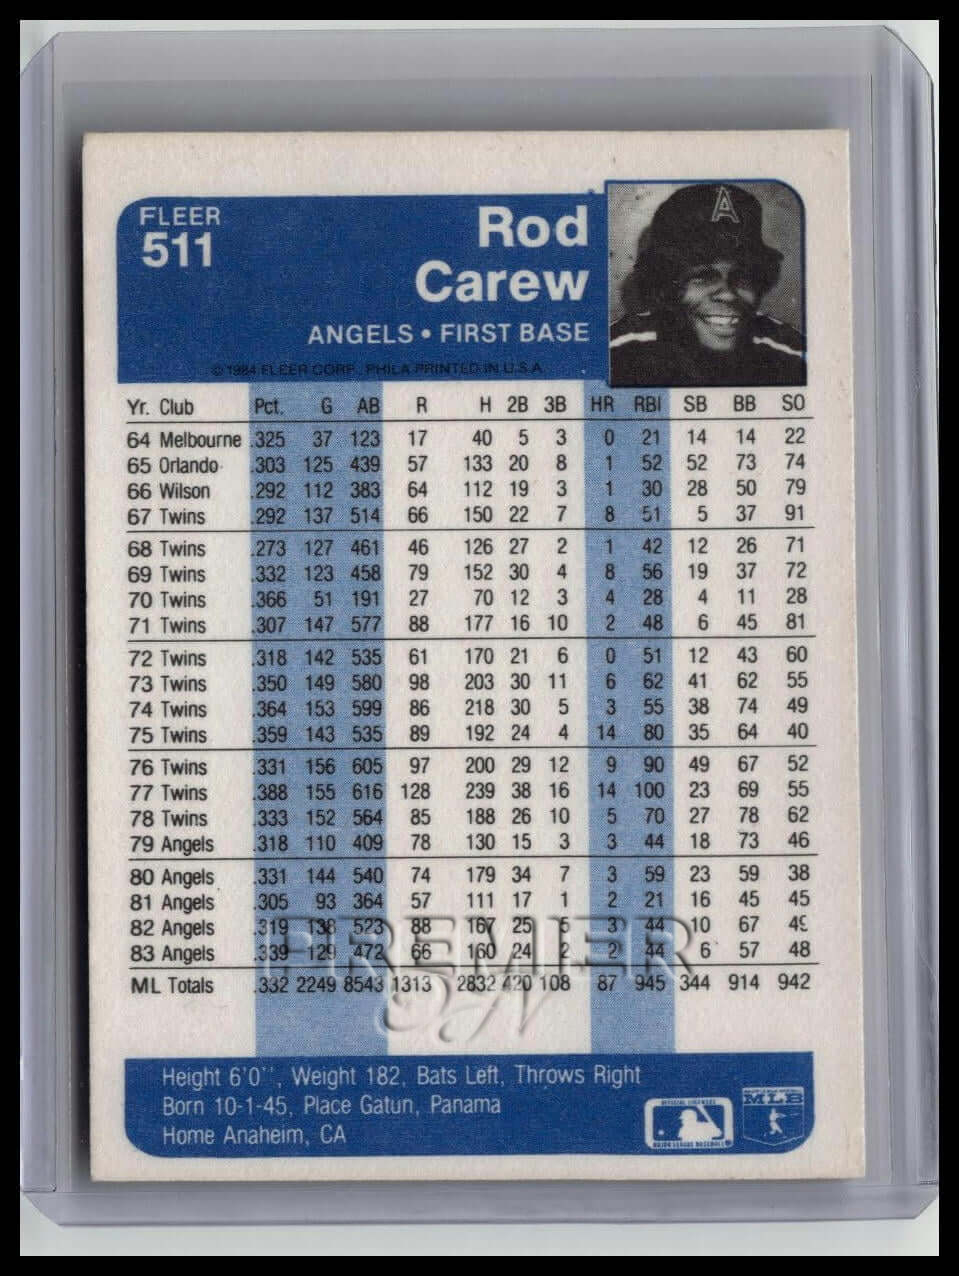 A
FLEER
511
Rod
Carew
ANGELS • FIRST BASE
© 1984 FLEER CORP. PHILA PRINTED IN U.S.A.
Yr. Club Pct. G AB R H 2B 3B HR RBI SB BB SO
64 Melbourne .325 37 123 17 40 5 3 0 21 14 14 22
65 Orlando .303 125 439 57 133 20 8 1 52 52 73 74
66 Wilson .292 112 383 64 112 19 3 1 30 28 50 79
67 Twins .292 137 514 66 150 22 7 8 51 5 37 91
68 Twins .273 127 461 46 126 27 2 1 42 12 26 71
69 Twins .332 123 458 79 152 30 4 8 56 19 37 72
70 Twins .366 51 191 27 70 12 3 4 28 4 11 28
71 Twins .307 147 577 88 177 16 10 2 48 6 45 81
72 Twins .318 142 535 61 170 21 6 0 51 12 43 60
73 Twins .350 149 580 98 203 30 11 6 62 41 62 55
74 Twins .364 153 599 86 218 30 5 3 55 38 74 49
75 Twins .359 143 535 89 192 24 4 14 80 35 64 40
76 Twins .331 156 605 97 200 29 12 9 90 49 67 52
77 Twins .388 155 616 128 239 38 16 14 100 23 69 55
78 Twins .333 152 564 85 188 26 10 5 70 27 78 62
79 Angels .318 110 409 78 130 15 3 3 44 18 73 46
80 Angels .331 144 540 74 179 34 7 3 59 23 59 38
81 Angels .305 93 364 57 111 17 1 2 21 16 45 45
82 Angels .319 138 523 88 167 25 5 3 44 10 67 49
83 Angels .339 129 472 66 160 24 2 2 44 6 57 48
PREMIER
ML Totals .332 2249 8543 1313 2832 420 108 87 945 344 914 942
Height 6'0", Weight 182, Bats Left, Throws Right
Born 10-1-45, Place Gatun, Panama
Home Anaheim, CA
OFFICIAL LICENSEE
MAJOR LEAGUE BASEBALL
MLB